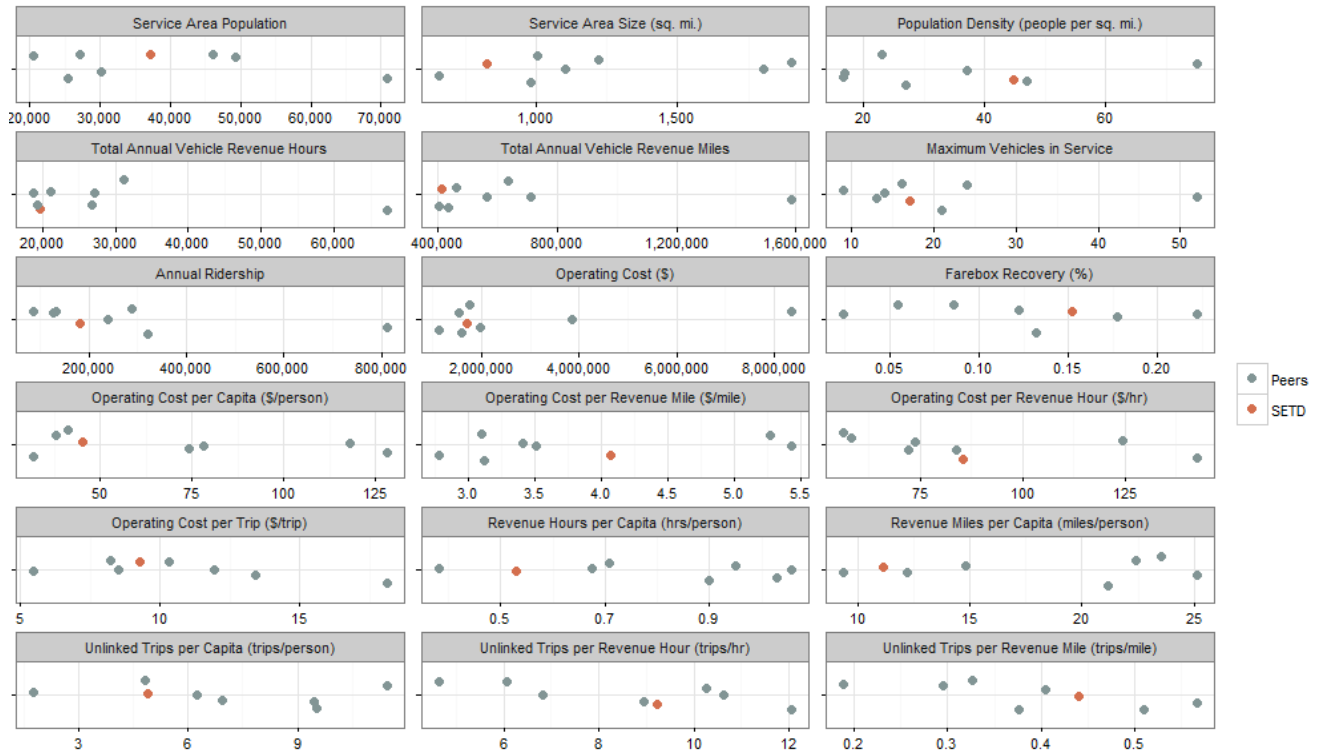 Service Area Population
Service Area Size (sq. mi.)
Population Density (people per sq. mi.)
20,000 30,000 40,000 50,000 60,000 70,000
1,000 1,500
20 40 60
Total Annual Vehicle Revenue Hours
Total Annual Vehicle Revenue Miles
Maximum Vehicles in Service
20,000 30,000 40,000 50,000 60,000
400,000 800,000 1,200,000 1,600,000
10 20 30 40 50
Annual Ridership
Operating Cost ($)
Farebox Recovery (%)
200,000 400,000 600,000 800,000
2,000,000 4,000,000 6,000,000 8,000,000
0.05 0.10 0.15 0.20
Operating Cost per Capita ($/person)
Operating Cost per Revenue Mile ($/mile)
Operating Cost per Revenue Hour ($/hr)
50 75 100 125
3.0 3.5 4.0 4.5 5.0 5.5
75 100 125
Operating Cost per Trip ($/trip)
Revenue Hours per Capita (hrs/person)
Revenue Miles per Capita (miles/person)
5 10 15
0.5 0.7 0.9
10 15 20 25
Unlinked Trips per Capita (trips/person)
Unlinked Trips per Revenue Hour (trips/hr)
Unlinked Trips per Revenue Mile (trips/mile)
3 6 9
6 8 10 12
0.2 0.3 0.4 0.5
Peers
SETD